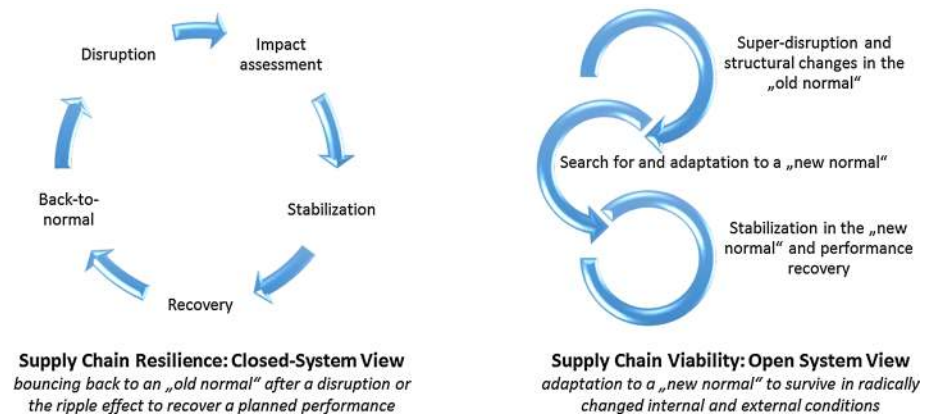 Disruption
Impact
assessment
Stabilization
Recovery
Back-to-
normal
Supply Chain Resilience: Closed-System View
bouncing back to an „old normal“ after a disruption or
the ripple effect to recover a planned performance
Super-disruption and
structural changes in the
„old normal“
Search for and adaptation to a „new normal“
Stabilization in the „new
normal“ and performance
recovery
Supply Chain Viability: Open System View
adaptation to a „new normal“ to survive in radically
changed internal and external conditions